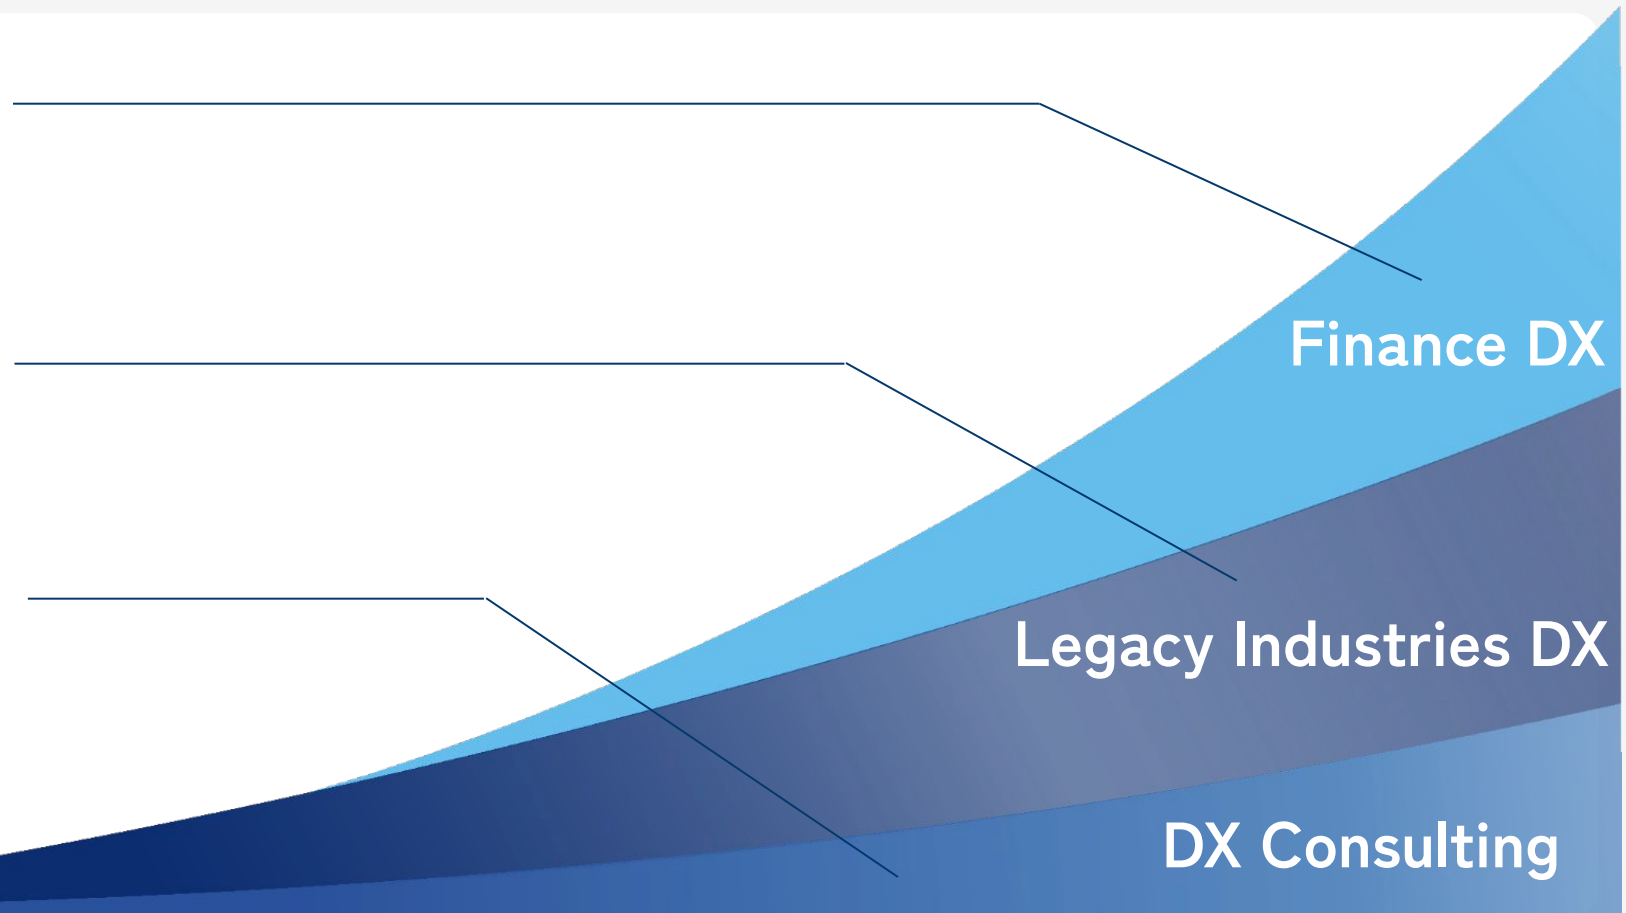 Finance DX
Legacy Industries DX
DX Consulting